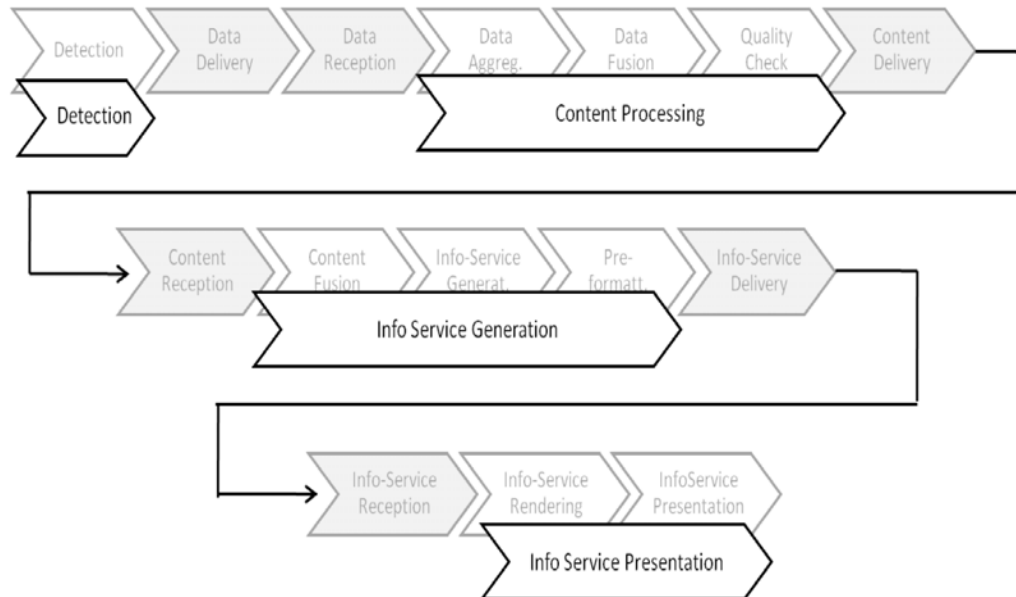 Detection
Data
Delivery
Data
Reception
Data
Aggreg.
Data
Fusion
Quality
Check
Content
Delivery
Detection
Content Processing
Content
Reception
Content
Fusion
Info-Service
Generat.
Pre-
formatt.
Info-Service
Delivery
Info Service Generation
Info-Service
Reception
Info-Service
Rendering
InfoService
Presentation
Info Service Presentation